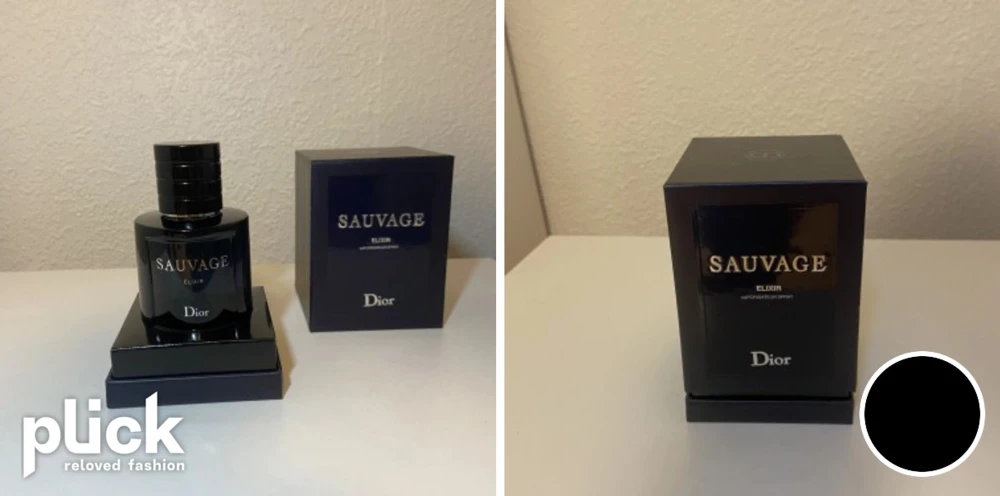 SAUVAGE
ELIXIR
Dior
SAUVAGE
ELIXIR
Dior
plick
reloved fashion
SAUVAGE
ELIXIR
Dior